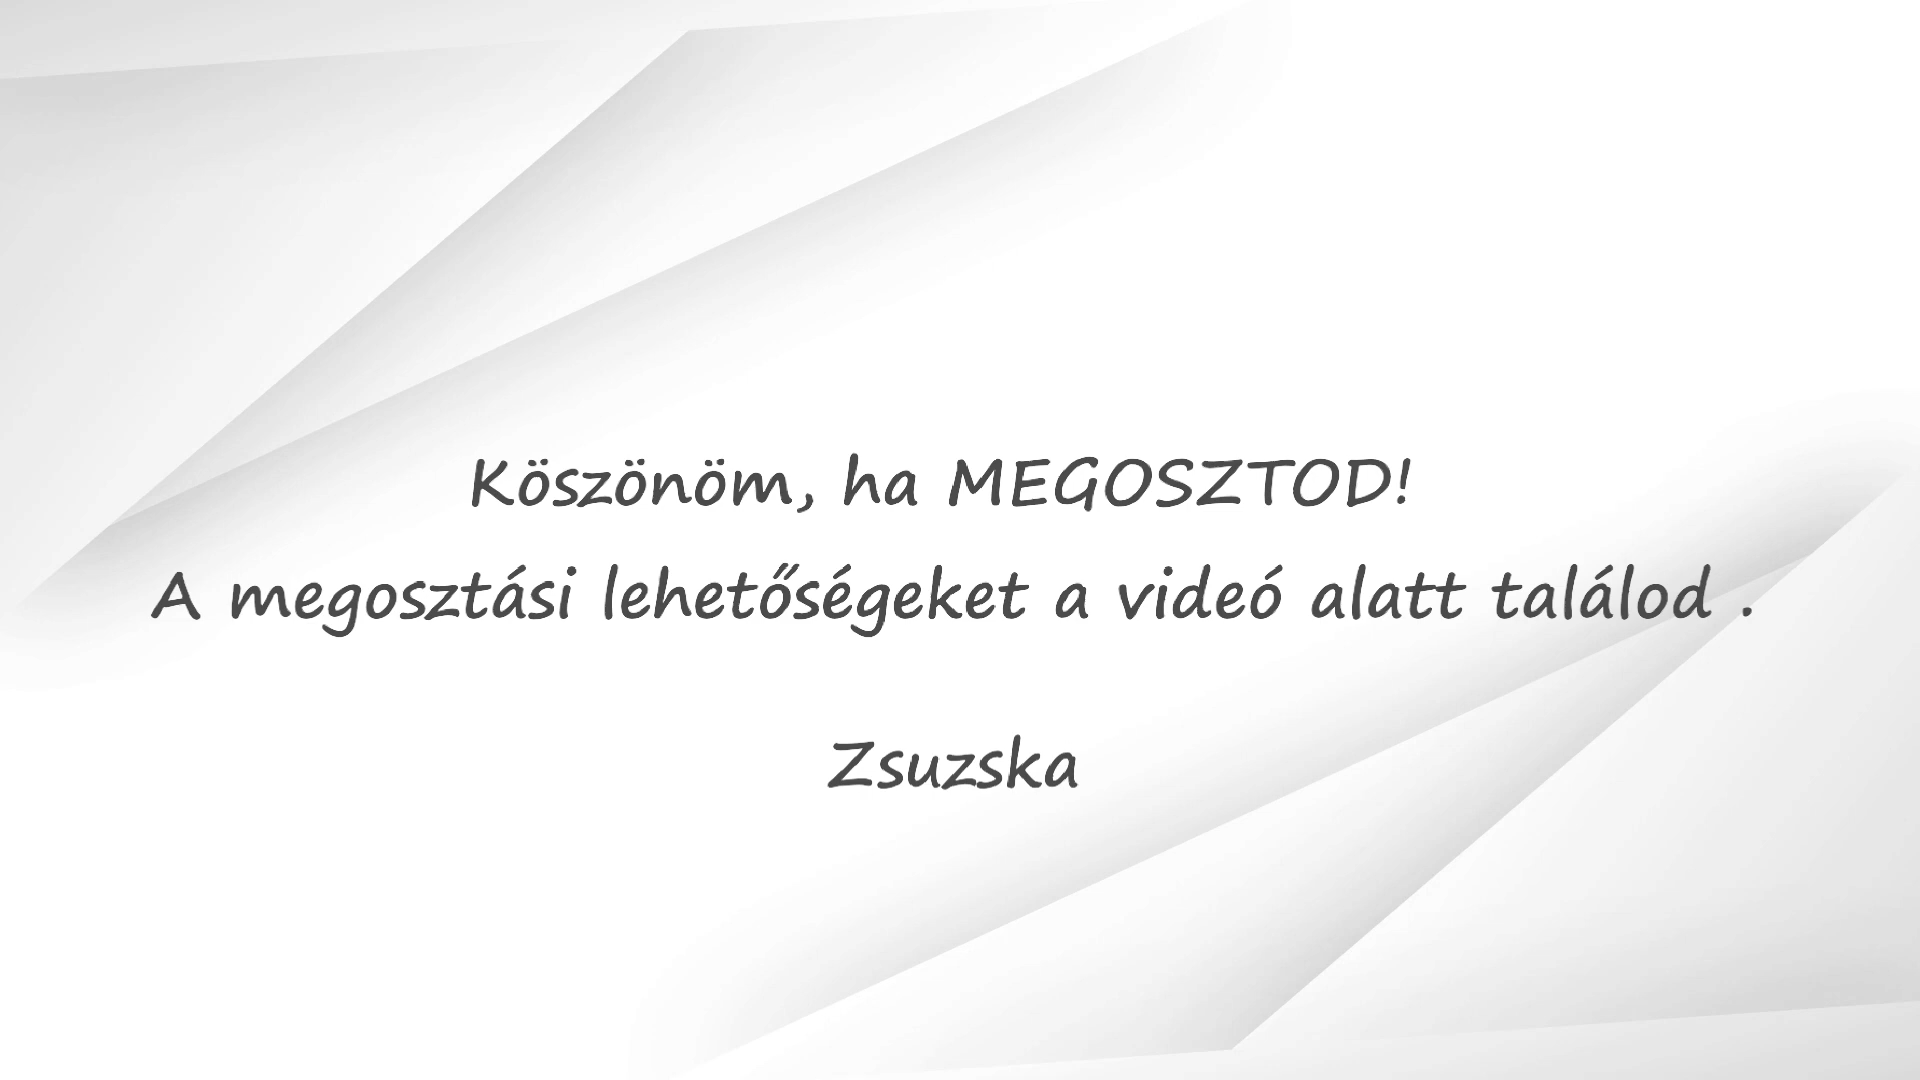 Köszönöm, ha MEGOSZTOD!
A megosztási lehetőségeket a videó alatt találod .
Zsuzska